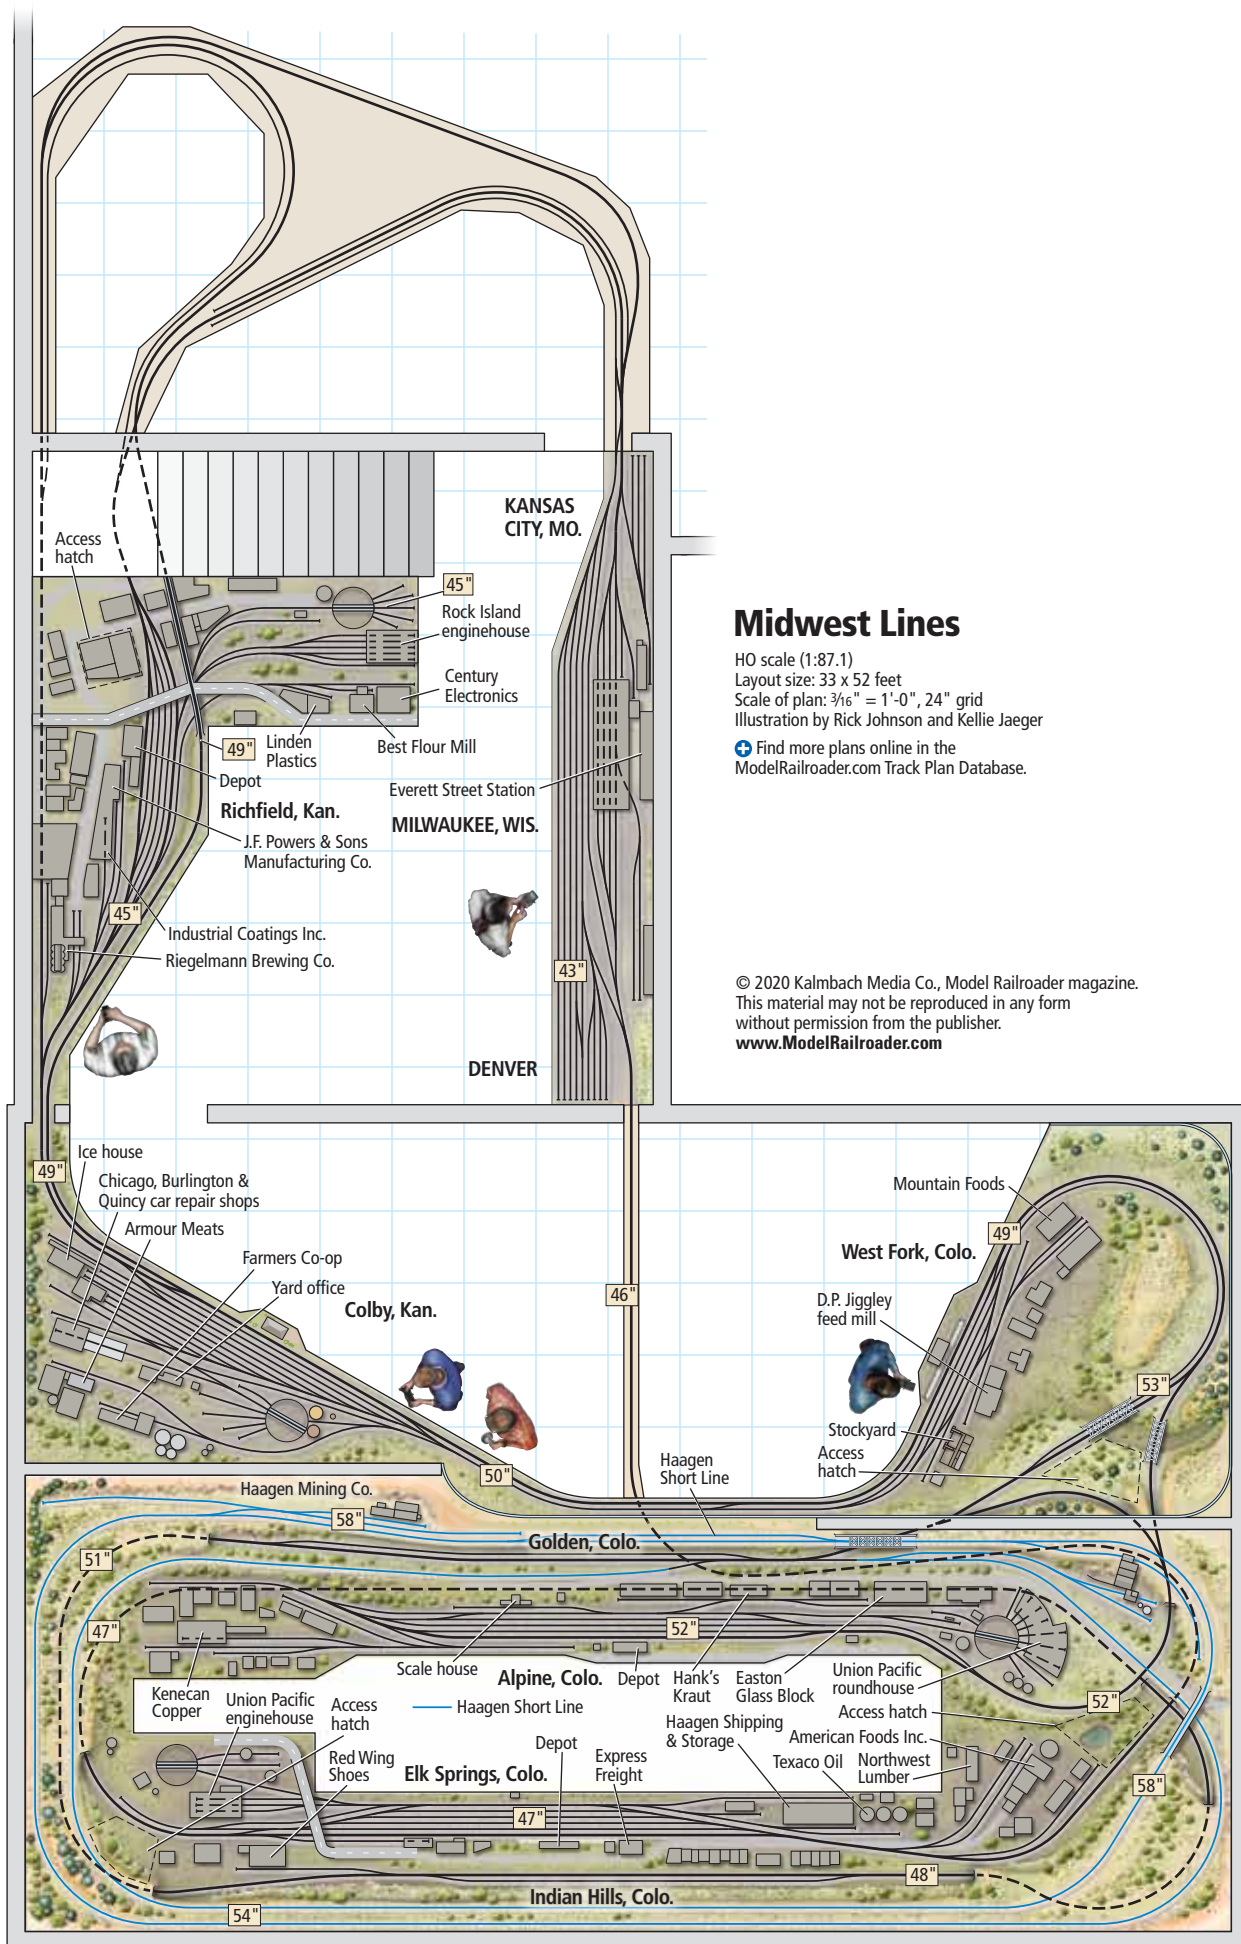 KANSAS
CITY, MO.
Access
hatch
45"
Rock Island
enginehouse
Century
Electronics
49"
Linden
Plastics
Best Flour Mill
Depot
Everett Street Station
Richfield, Kan.
MILWAUKEE, WIS.
J.F. Powers & Sons
Manufacturing Co.
45"
Industrial Coatings Inc.
Riegelmann Brewing Co.
43"
DENVER
Midwest Lines
HO scale (1:87.1)
Layout size: 33 x 52 feet
Scale of plan: 3/16" = 1'-0", 24" grid
Illustration by Rick Johnson and Kellie Jaeger
Find more plans online in the
ModelRailroader.com Track Plan Database.
© 2020 Kalmbach Media Co., Model Railroader magazine.
This material may not be reproduced in any form
without permission from the publisher.
www.ModelRailroader.com
Ice house
49"
Chicago, Burlington &
Quincy car repair shops
Armour Meats
Farmers Co-op
Yard office
Colby, Kan.
46"
Mountain Foods
49"
West Fork, Colo.
D.P. Jiggley
feed mill
53"
Stockyard
Access
hatch
Haagen
Short Line
50"
Haagen Mining Co.
58"
Golden, Colo.
51"
47"
52"
Scale house
Alpine, Colo.
Depot
Hank's
Kraut
Easton
Glass Block
Union Pacific
roundhouse
Kenecan
Copper
Union Pacific
enginehouse
Access
hatch
Haagen Short Line
Haagen Shipping
& Storage
Access hatch
52"
American Foods Inc.
Red Wing
Shoes
Elk Springs, Colo.
Depot
Express
Freight
Texaco Oil
Northwest
Lumber
58"
47"
48"
Indian Hills, Colo.
54"